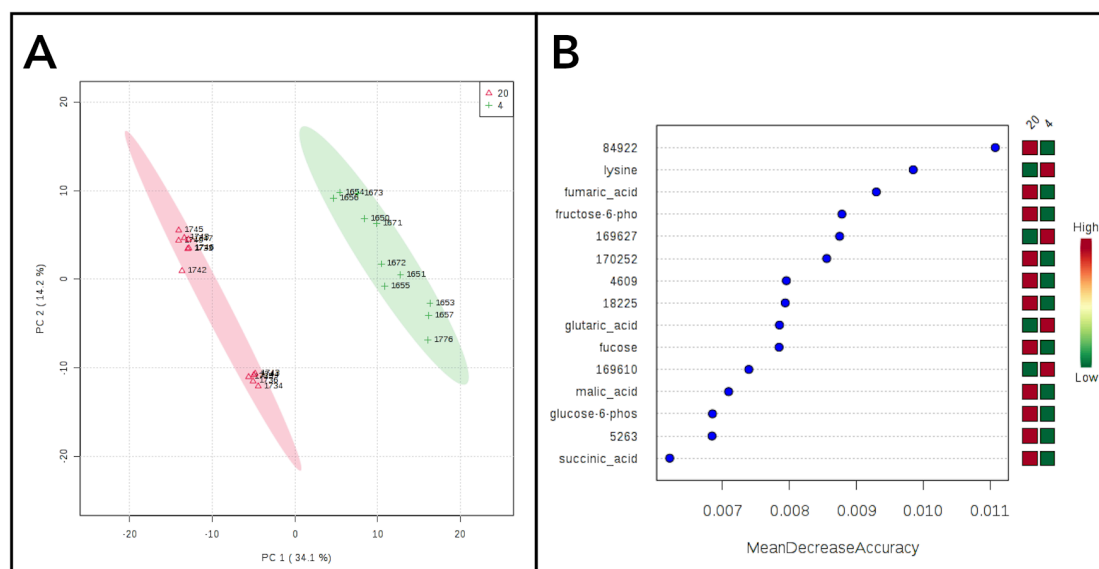 A
20
4
20
10
0
-10
-20
PC 2 ( 14.2 %)
1654 1673
1656
1650
1671
1672
1651
1655
1653
1657
1776
1745
1742
1736
1734
-20
-10
0
10
20
PC 1 ( 34.1 %)
B
20
4
84922
lysine
fumaric_acid
fructose-6-pho
169627
170252
4609
18225
glutaric_acid
fucose
169610
malic_acid
glucose-6-phos
5263
succinic_acid
0.007 0.008 0.009 0.010 0.011
MeanDecreaseAccuracy
High
Low